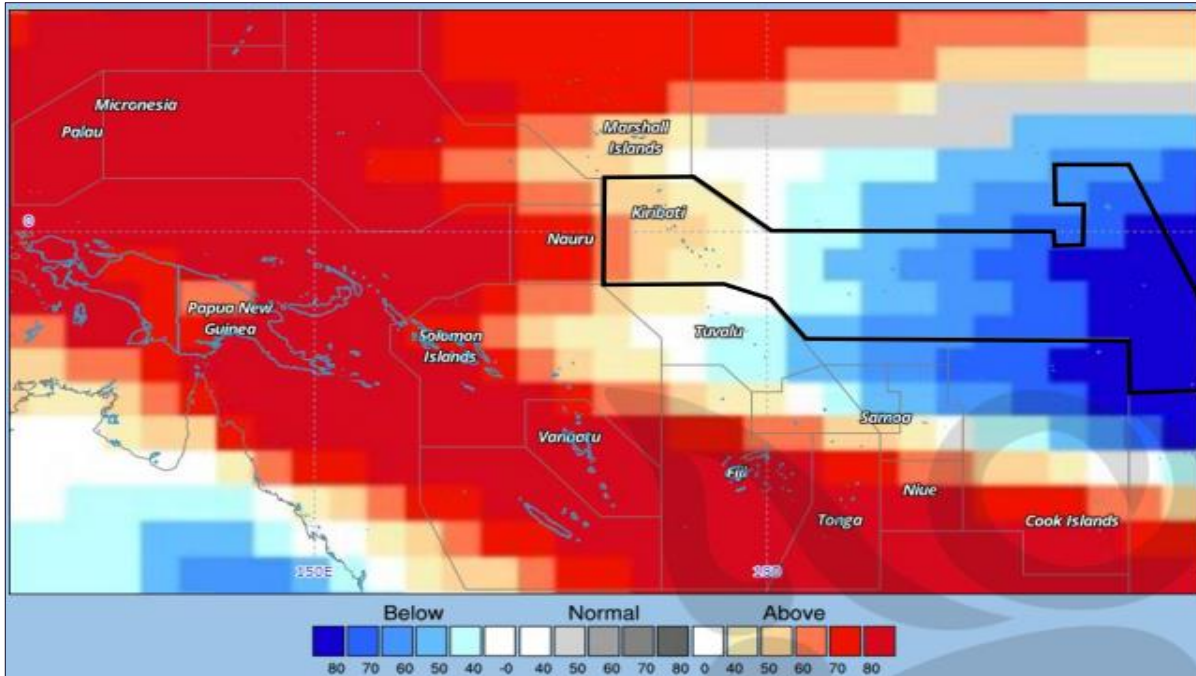 Micronesia
Palau
Marshall
Islands
Kiribati
0
Nauru
Papua New
Guinea
Solomon
Islands
Tuvalu
Samoa
Vanuatu
Fiji
Niue
Tonga
Cook Islands
150E
180
Below Normal Above
80 70 60 50 40 -0 40 50 60 70 80 0 40 50 60 70 80